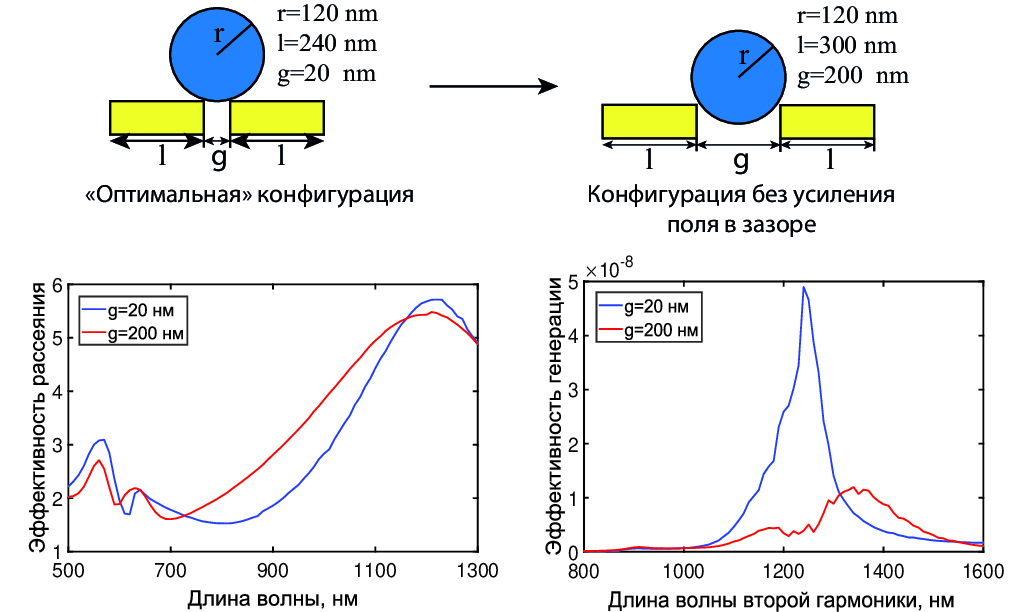 r
r=120 nm
l=240 nm
g=20 nm
l
g
l
«Оптимальная» конфигурация
r
r=120 nm
l=300 nm
g=200 nm
l
g
l
Конфигурация без усиления
поля в зазоре
Эффективность рассеяния
6
5
4
3
2
1
g=20 нм
g=200 нм
500
700
900
1100
1300
Длина волны, нм
Эффективность генерации
×10-8
5
4
3
2
1
0
g=20 нм
g=200 нм
800
1000
1200
1400
1600
Длина волны второй гармоники, нм